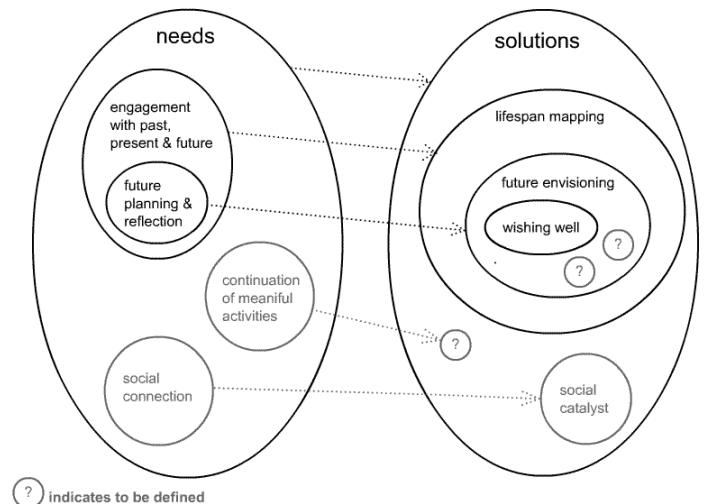 needs
engagement
with past,
present & future
future
planning &
reflection
continuation
of meaniful
activities
social
connection
solutions
lifespan mapping
future envisioning
wishing well
?
?
?
social
catalyst
? indicates to be defined